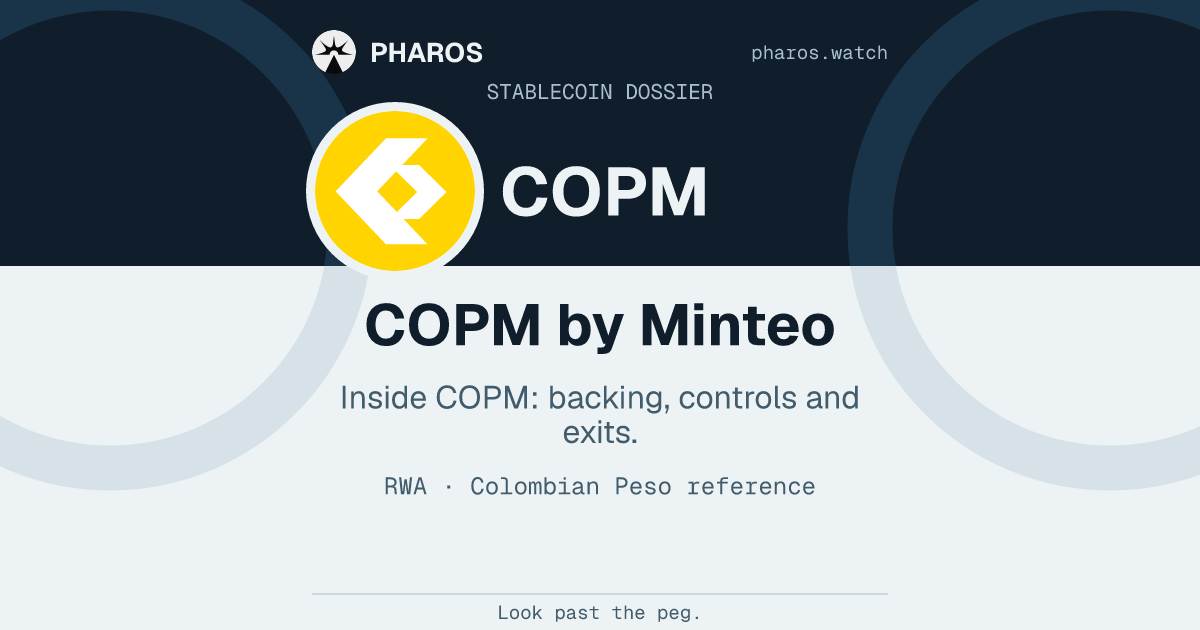 PHAROS
pharos.watch
STABLECOIN DOSSIER
COPM
COPM by Minteo
Inside COPM: backing, controls and
exits.
RWA · Colombian Peso reference
Look past the peg.